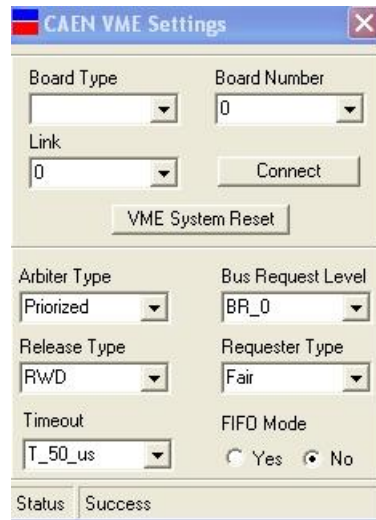 CAEN VME Settings
Board Type
Board Number
0
Link
0
Connect
VME System Reset
Arbiter Type
Bus Request Level
Priorized
BR_0
Release Type
Requester Type
RWD
Fair
Timeout
FIFO Mode
T_50_us
Yes
No
Status
Success